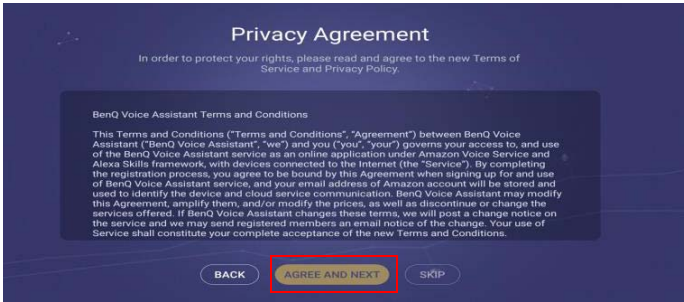 Privacy Agreement
In order to protect your rights, please read and agree to the new Terms of
Service and Privacy Policy.
BenQ Voice Assistant Terms and Conditions
This Terms and Conditions ("Terms and Conditions", "Agreement") between BenQ Voice
Assistant ("BenQ Voice Assistant", "we") and you ("you", "your") governs your access to, and use
of the BenQ Voice Assistant service as an online application under Amazon Voice Service and
Alexa Skills framework, with devices connected to the Internet (the "Service"). By completing
the registration process, you agree to be bound by this Agreement when signing up for and use
of BenQ Voice Assistant service, and your email address of Amazon account will be stored and
used to identify the device and cloud service communication. BenQ Voice Assistant may modify
this Agreement, amplify them, and/or modify the prices, as well as discontinue or change the
services offered. If BenQ Voice Assistant changes these terms, we will post a change notice on
the service and we may send registered members an email notice of the change. Your use of
Service shall constitute your complete acceptance of the new Terms and Conditions.
BACK
AGREE AND NEXT
SKIP